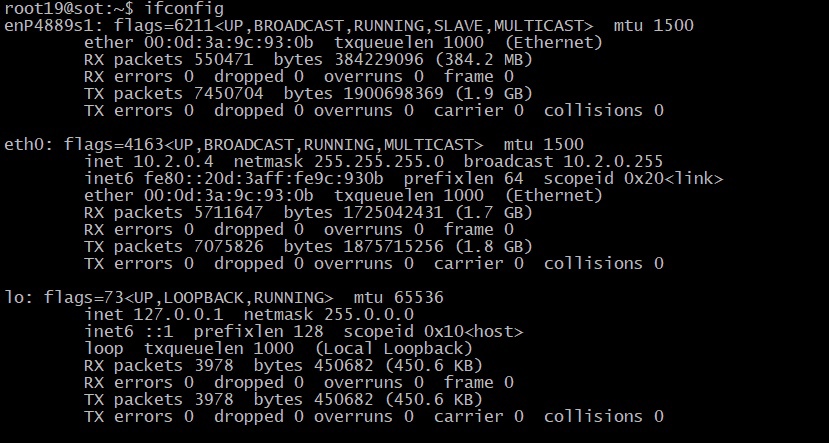 root19@sot:~$ ifconfig
enP4889s1: flags=6211<UP,BROADCAST,RUNNING,SLAVE,MULTICAST>  mtu 1500
        ether 00:0d:3a:9c:93:0b  txqueuelen 1000  (Ethernet)
        RX packets 550471  bytes 384229096 (384.2 MB)
        RX errors 0  dropped 0  overruns 0  frame 0
        TX packets 7450704  bytes 1900698369 (1.9 GB)
        TX errors 0  dropped 0 overruns 0  carrier 0  collisions 0

eth0: flags=4163<UP,BROADCAST,RUNNING,MULTICAST>  mtu 1500
        inet 10.2.0.4  netmask 255.255.255.0  broadcast 10.2.0.255
        inet6 fe80::20d:3aff:fe9c:930b  prefixlen 64  scopeid 0x20<link>
        ether 00:0d:3a:9c:93:0b  txqueuelen 1000  (Ethernet)
        RX packets 5711647  bytes 1725042431 (1.7 GB)
        RX errors 0  dropped 0  overruns 0  frame 0
        TX packets 7075826  bytes 1875715256 (1.8 GB)
        TX errors 0  dropped 0 overruns 0  carrier 0  collisions 0

lo: flags=73<UP,LOOPBACK,RUNNING>  mtu 65536
        inet 127.0.0.1  netmask 255.0.0.0
        inet6 ::1  prefixlen 128  scopeid 0x10<host>
        loop  txqueuelen 1000  (Local Loopback)
        RX packets 3978  bytes 450682 (450.6 KB)
        RX errors 0  dropped 0  overruns 0  frame 0
        TX packets 3978  bytes 450682 (450.6 KB)
        TX errors 0  dropped 0 overruns 0  carrier 0  collisions 0